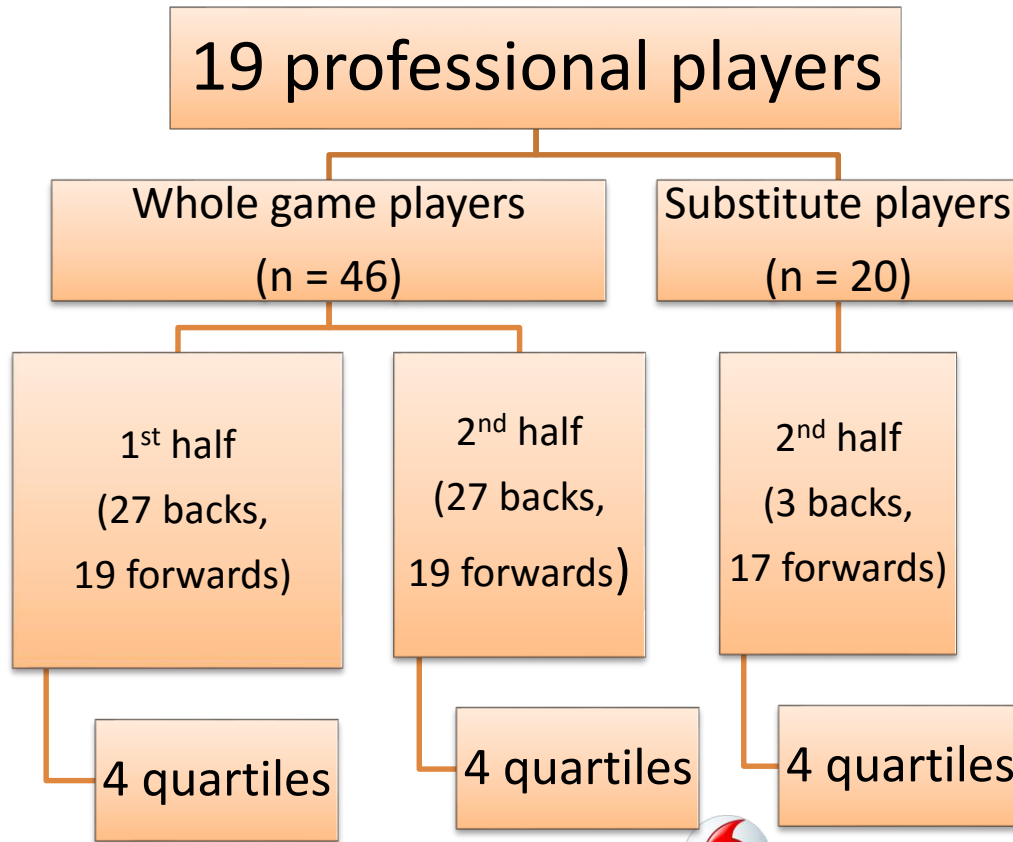 19 professional players
Whole game players
(n = 46)
Substitute players
(n = 20)
1st half
(27 backs,
19 forwards)
2nd half
(27 backs,
19 forwards)
2nd half
(3 backs,
17 forwards)
4 quartiles
4 quartiles
4 quartiles